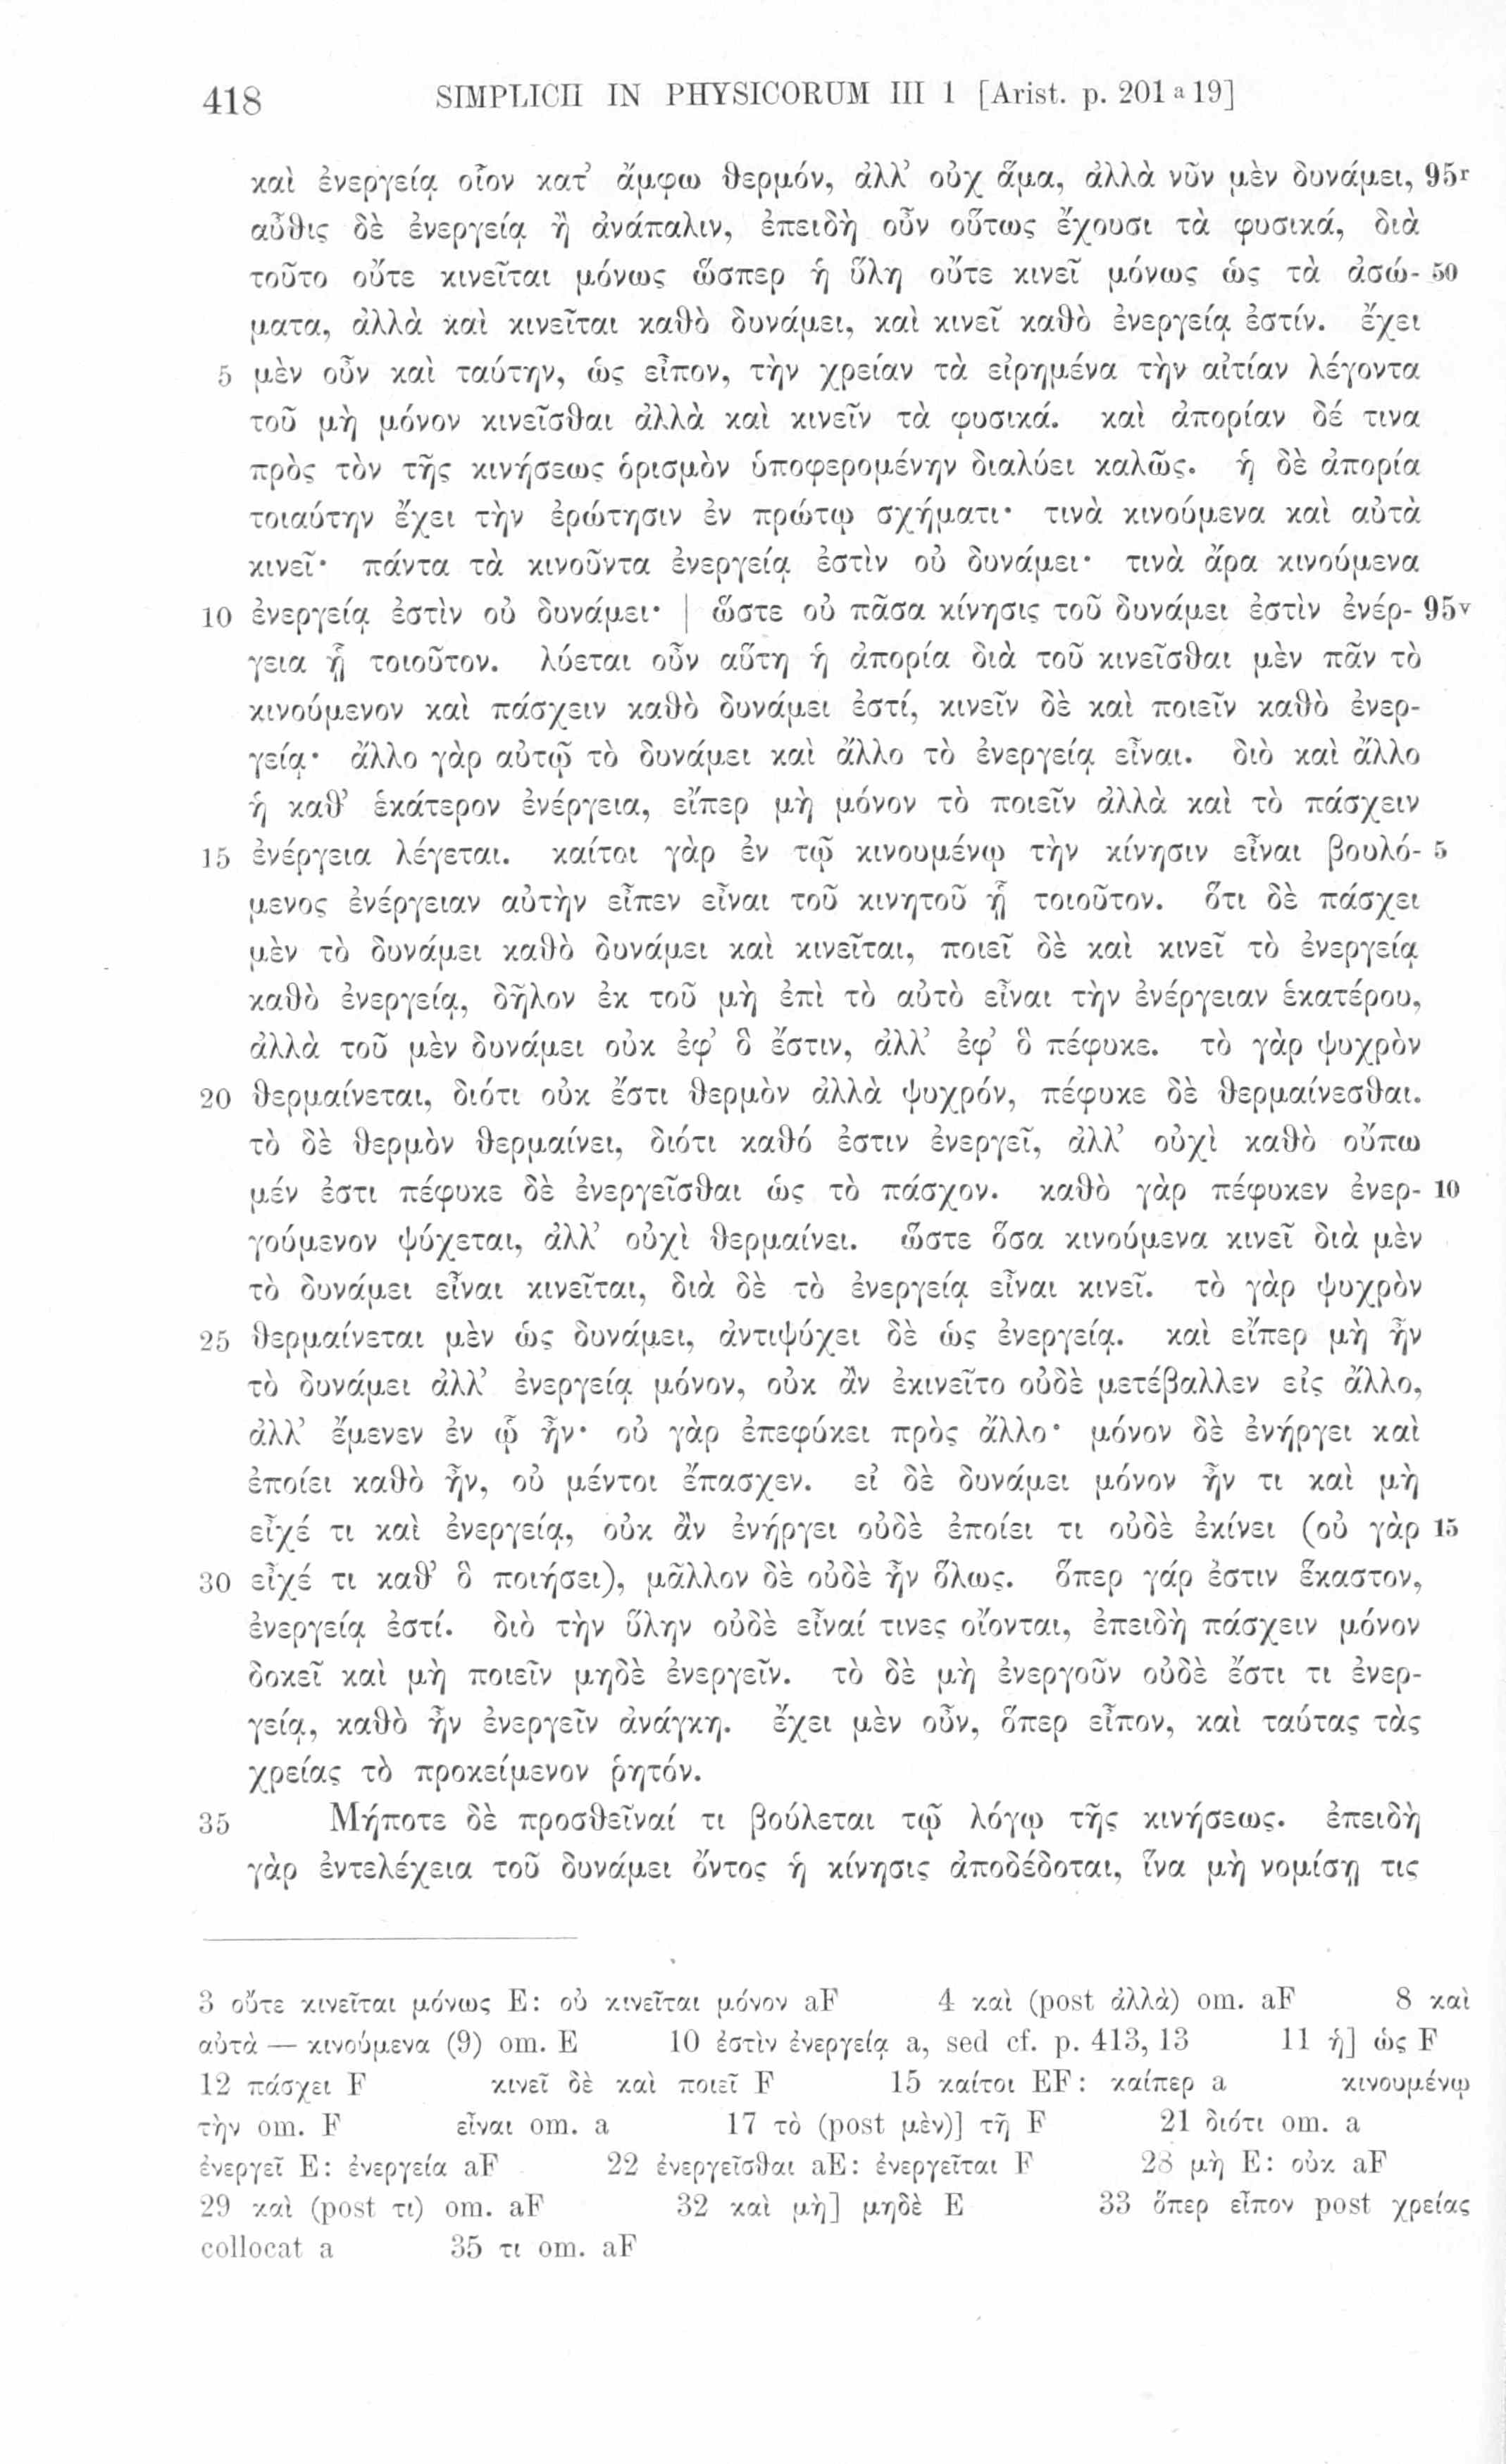 418 SIMPLICII IN PHYSICORUM III 1 [Arist. p. 201 a 19]
καὶ ἐνεργείᾳ οἷον κατ’ ἄμφω θερμόν, ἀλλ’ οὐχ ἅμα, ἀλλὰ νῦν μὲν δυνάμει, 95r
αὖθις δὲ ἐνεργείᾳ ἢ ἀνάπαλιν, ἐπειδὴ οὖν οὕτως ἔχουσι τὰ φυσικά, διὰ
τοῦτο οὔτε κινεῖται μόνως ὥσπερ ἡ ὕλη οὔτε κινεῖ μόνως ὡς τὰ ἀσώ- 50
ματα, ἀλλὰ καὶ κινεῖται καθὸ δυνάμει, καὶ κινεῖ καθὸ ἐνεργείᾳ ἐστίν. ἔχει
5 μὲν οὖν καὶ ταύτην, ὡς εἶπον, τὴν χρείαν τὰ εἰρημένα τὴν αἰτίαν λέγοντα
τοῦ μὴ μόνον κινεῖσθαι ἀλλὰ καὶ κινεῖν τὰ φυσικά. καὶ ἀπορίαν δέ τινα
πρὸς τὸν τῆς κινήσεως ὁρισμὸν ὑποφερομένην διαλύει καλῶς. ἡ δὲ ἀπορία
τοιαύτην ἔχει τὴν ἐρώτησιν ἐν πρώτῳ σχήματι· τινὰ κινούμενα καὶ αὐτὰ
κινεῖ· πάντα τὰ κινοῦντα ἐνεργείᾳ ἐστὶν οὐ δυνάμει· τινὰ ἄρα κινούμενα
10 ἐνεργείᾳ ἐστὶν οὐ δυνάμει· | ὥστε οὐ πᾶσα κίνησις τοῦ δυνάμει ἐστὶν ἐνέρ- 95v
γεια ᾗ τοιοῦτον. λύεται οὖν αὕτη ἡ ἀπορία διὰ τοῦ κινεῖσθαι μὲν πᾶν τὸ
κινούμενον καὶ πάσχειν καθὸ δυνάμει ἐστί, κινεῖν δὲ καὶ ποιεῖν καθὸ ἐνερ-
γείᾳ· ἄλλο γὰρ αὐτῷ τὸ δυνάμει καὶ ἄλλο τὸ ἐνεργείᾳ εἶναι. διὸ καὶ ἄλλο
ἡ καθ’ ἑκάτερον ἐνέργεια, εἴπερ μὴ μόνον τὸ ποιεῖν ἀλλὰ καὶ τὸ πάσχειν
15 ἐνέργεια λέγεται. καίτοι γὰρ ἐν τῷ κινουμένῳ τὴν κίνησιν εἶναι βουλό- 5
μενος ἐνέργειαν αὐτὴν εἶπεν εἶναι τοῦ κινητοῦ ᾗ τοιοῦτον. ὅτι δὲ πάσχει
μὲν τὸ δυνάμει καθὸ δυνάμει καὶ κινεῖται, ποιεῖ δὲ καὶ κινεῖ τὸ ἐνεργείᾳ
καθὸ ἐνεργείᾳ, δῆλον ἐκ τοῦ μὴ ἐπὶ τὸ αὐτὸ εἶναι τὴν ἐνέργειαν ἑκατέρου,
ἀλλὰ τοῦ μὲν δυνάμει οὐκ ἐφ’ ὃ ἔστιν, ἀλλ’ ἐφ’ ὃ πέφυκε. τὸ γὰρ ψυχρὸν
20 θερμαίνεται, διότι οὐκ ἔστι θερμὸν ἀλλὰ ψυχρόν, πέφυκε δὲ θερμαίνεσθαι.
τὸ δὲ θερμὸν θερμαίνει, διότι καθό ἐστιν ἐνεργεῖ, ἀλλ’ οὐχὶ καθὸ οὔπω
μέν ἐστι πέφυκε δὲ ἐνεργεῖσθαι ὡς τὸ πάσχον. καθὸ γὰρ πέφυκεν ἐνερ- 10
γούμενον ψύχεται, ἀλλ’ οὐχὶ θερμαίνει. ὥστε ὅσα κινούμενα κινεῖ διὰ μὲν
τὸ δυνάμει εἶναι κινεῖται, διὰ δὲ τὸ ἐνεργείᾳ εἶναι κινεῖ. τὸ γὰρ ψυχρὸν
25 θερμαίνεται μὲν ὡς δυνάμει, ἀντιψύχει δὲ ὡς ἐνεργείᾳ. καὶ εἴπερ μὴ ἦν
τὸ δυνάμει ἀλλ’ ἐνεργείᾳ μόνον, οὐκ ἂν ἐκινεῖτο οὐδὲ μετέβαλλεν εἰς ἄλλο,
ἀλλ’ ἔμενεν ἐν ᾧ ἦν· οὐ γὰρ ἐπεφύκει πρὸς ἄλλο· μόνον δὲ ἐνήργει καὶ
ἐποίει καθὸ ἦν, οὐ μέντοι ἔπασχεν. εἰ δὲ δυνάμει μόνον ἦν τι καὶ μὴ
εἶχέ τι καὶ ἐνεργείᾳ, οὐκ ἂν ἐνήργει οὐδὲ ἐποίει τι οὐδὲ ἐκίνει (οὐ γὰρ 15
30 εἶχέ τι καθ’ ὃ ποιήσει), μᾶλλον δὲ οὐδὲ ἦν ὅλως. ὅπερ γάρ ἐστιν ἕκαστον,
ἐνεργείᾳ ἐστί. διὸ τὴν ὕλην οὐδὲ εἶναί τινες οἴονται, ἐπειδὴ πάσχειν μόνον
δοκεῖ καὶ μὴ ποιεῖν μηδὲ ἐνεργεῖν. τὸ δὲ μὴ ἐνεργοῦν οὐδὲ ἔστι τι ἐνερ-
γείᾳ, καθὸ ἦν ἐνεργεῖν ἀνάγκη. ἔχει μὲν οὖν, ὅπερ εἶπον, καὶ ταύτας τὰς
χρείας τὸ προκείμενον ῥητόν.
35 Μήποτε δὲ προσθεῖναί τι βούλεται τῷ λόγῳ τῆς κινήσεως. ἐπειδὴ
γὰρ ἐντελέχεια τοῦ δυνάμει ὄντος ἡ κίνησις ἀποδέδοται, ἵνα μὴ νομίσῃ τις
3 οὔτε κινεῖται μόνως E: οὐ κινεῖται μόνον aF 4 καὶ (post ἀλλὰ) om. aF 8 καὶ
αὐτὰ — κινούμενα (9) om. E 10 ἐστὶν ἐνεργείᾳ a, sed cf. p. 413, 13 11 ἡ] ὡς F
12 πάσχει F κινεῖ δὲ καὶ ποιεῖ F 15 καίτοι EF: καίπερ a κινουμένῳ
τὴν om. F εἶναι om. a 17 τὸ (post μὲν)] τῇ F 21 διότι om. a
ἐνεργεῖ E: ἐνεργείᾳ aF 22 ἐνεργεῖσθαι aE: ἐνεργεῖται F 28 μὴ E: οὐκ aF
29 καὶ (post τι) om. aF 32 καὶ μὴ] μηδὲ E 33 ὅπερ εἶπον post χρείας
collocat a 35 τι om. aF